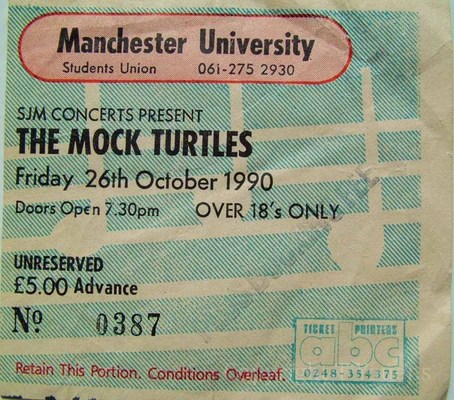 Manchester University
Students Union 061-275 2930
SJM CONCERTS PRESENT
THE MOCK TURTLES
Friday 26th October 1990
Doors Open 7.30pm OVER 18's ONLY
UNRESERVED
£5.00 Advance
No 0387
TICKET PRINTERS
abc
0248-354375
Retain This Portion. Conditions Overleaf.